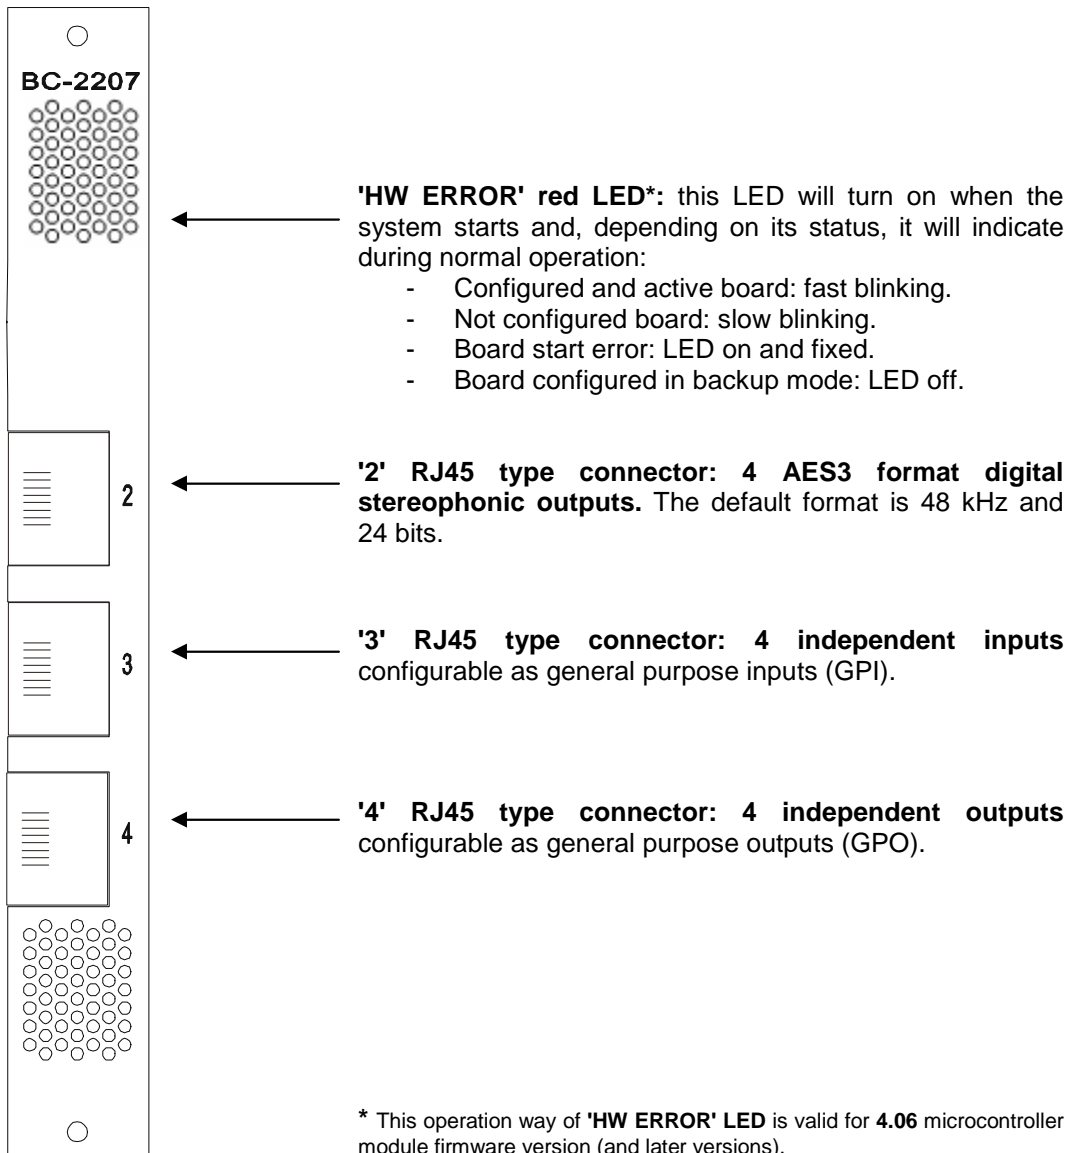 BC-2207
'HW ERROR' red LED*: this LED will turn on when the
system starts and, depending on its status, it will indicate
during normal operation:
- Configured and active board: fast blinking.
- Not configured board: slow blinking.
- Board start error: LED on and fixed.
- Board configured in backup mode: LED off.
2
'2' RJ45 type connector: 4 AES3 format digital
stereophonic outputs. The default format is 48 kHz and
24 bits.
3
'3' RJ45 type connector: 4 independent inputs
configurable as general purpose inputs (GPI).
4
'4' RJ45 type connector: 4 independent outputs
configurable as general purpose outputs (GPO).
* This operation way of 'HW ERROR' LED is valid for 4.06 microcontroller
module firmware version (and later versions).